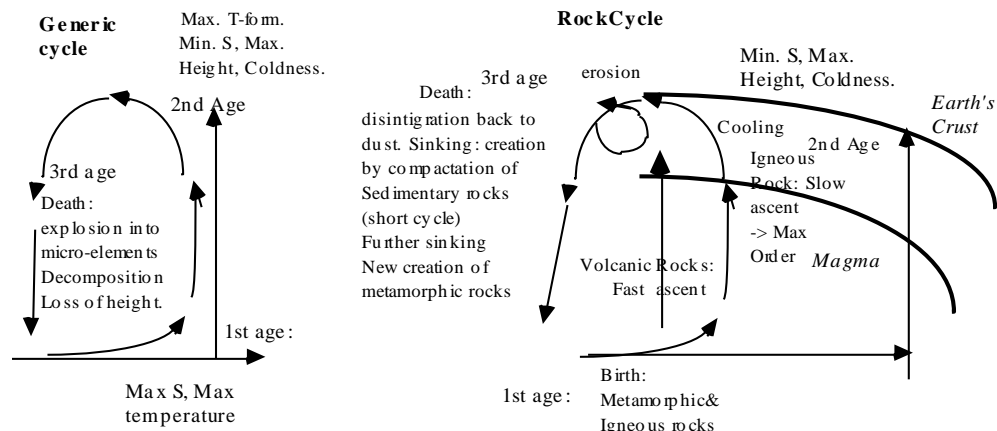 Generic
cycle
Max. T-form.
Min. S, Max.
Height, Coldness.
2nd Age
3rd age
Death:
explosion into
micro-elements
Decomposition
Loss of height.
1st age:
Max S, Max
temperature
RockCycle
3rd age
erosion
Min. S, Max.
Height, Coldness.
Earth's
Crust
Death:
disintigration back to
dust. Sinking: creation
by compactation of
Sedimentary rocks
(short cycle)
Further sinking
New creation of
metamorphic rocks
Cooling
2nd Age
Igneous
Rock: Slow
ascent
-> Max
Order
Magma
Volcanic Rocks:
Fast ascent
1st age:
Birth:
Metamorphic&
Igneous rocks